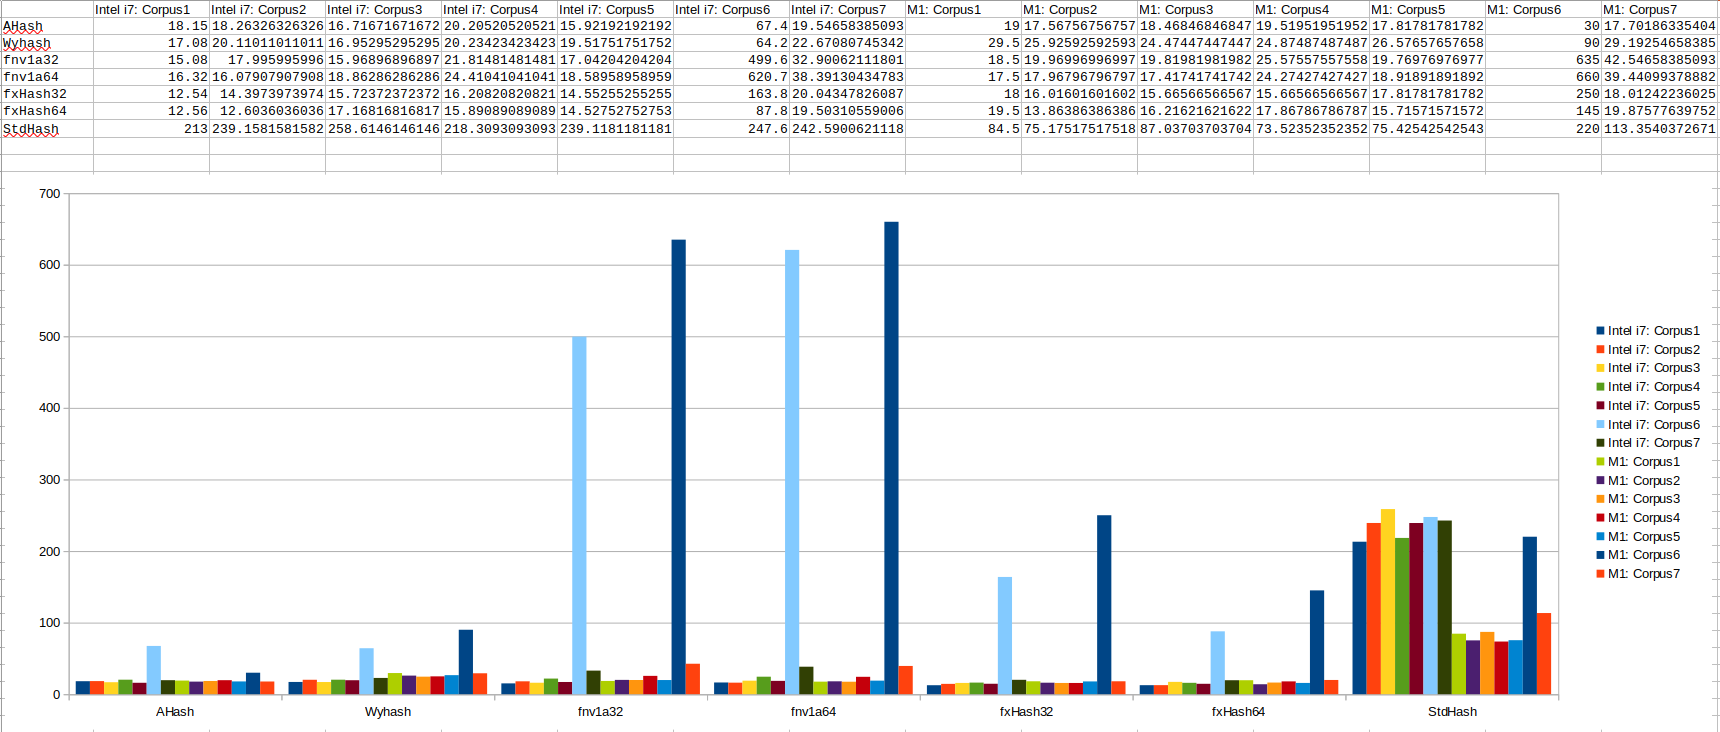 Intel i7: Corpus1 Intel i7: Corpus2 Intel i7: Corpus3 Intel i7: Corpus4 Intel i7: Corpus5 Intel i7: Corpus6 Intel i7: Corpus7 M1: Corpus1 M1: Corpus2 M1: Corpus3 M1: Corpus4 M1: Corpus5 M1: Corpus6 M1: Corpus7
AHash 18.15 18.26326326326 16.71671671672 20.20520520521 15.92192192192 67.4 19.54658385093 19 17.56756756757 18.46846846847 19.51951951952 17.81781781782 30 17.70186335404
Wyhash 17.08 20.11011011011 16.95295295295 20.23423423423 19.51751751752 64.2 22.67080745342 29.5 25.92592592593 24.47447447447 24.87487487487 26.57657657658 90 29.19254658385
fnv1a32 15.08 17.995995996 15.96896896897 21.81481481481 17.04204204204 499.6 32.90062111801 18.5 19.96996996997 19.81981981982 25.57557557558 19.76976976977 635 42.54658385093
fnv1a64 16.32 16.07907907908 18.86286286286 24.41041041041 18.58958958959 620.7 38.39130434783 17.5 17.96796796797 17.41741741742 24.27427427427 18.91891891892 660 39.44099378882
fxHash32 12.54 14.3973973974 15.72372372372 16.20820820821 14.55255255255 163.8 20.04347826087 18 16.01601601602 15.66566566567 15.66566566567 17.81781781782 250 18.01242236025
fxHash64 12.56 12.6036036036 17.16816816817 15.89089089089 14.52752752753 87.8 19.50310559006 19.5 13.86386386386 16.21621621622 17.86786786787 15.71571571572 145 19.87577639752
StdHash 213 239.1581581582 258.6146146146 218.3093093093 239.1181181181 247.6 242.5900621118 84.5 75.17517517518 87.03703703704 73.52352352352 75.42542542543 220 113.3540372671
700
600
500
400
300
200
100
0
AHash Wyhash fnv1a32 fnv1a64 fxHash32 fxHash64 StdHash
Intel i7: Corpus1
Intel i7: Corpus2
Intel i7: Corpus3
Intel i7: Corpus4
Intel i7: Corpus5
Intel i7: Corpus6
Intel i7: Corpus7
M1: Corpus1
M1: Corpus2
M1: Corpus3
M1: Corpus4
M1: Corpus5
M1: Corpus6
M1: Corpus7